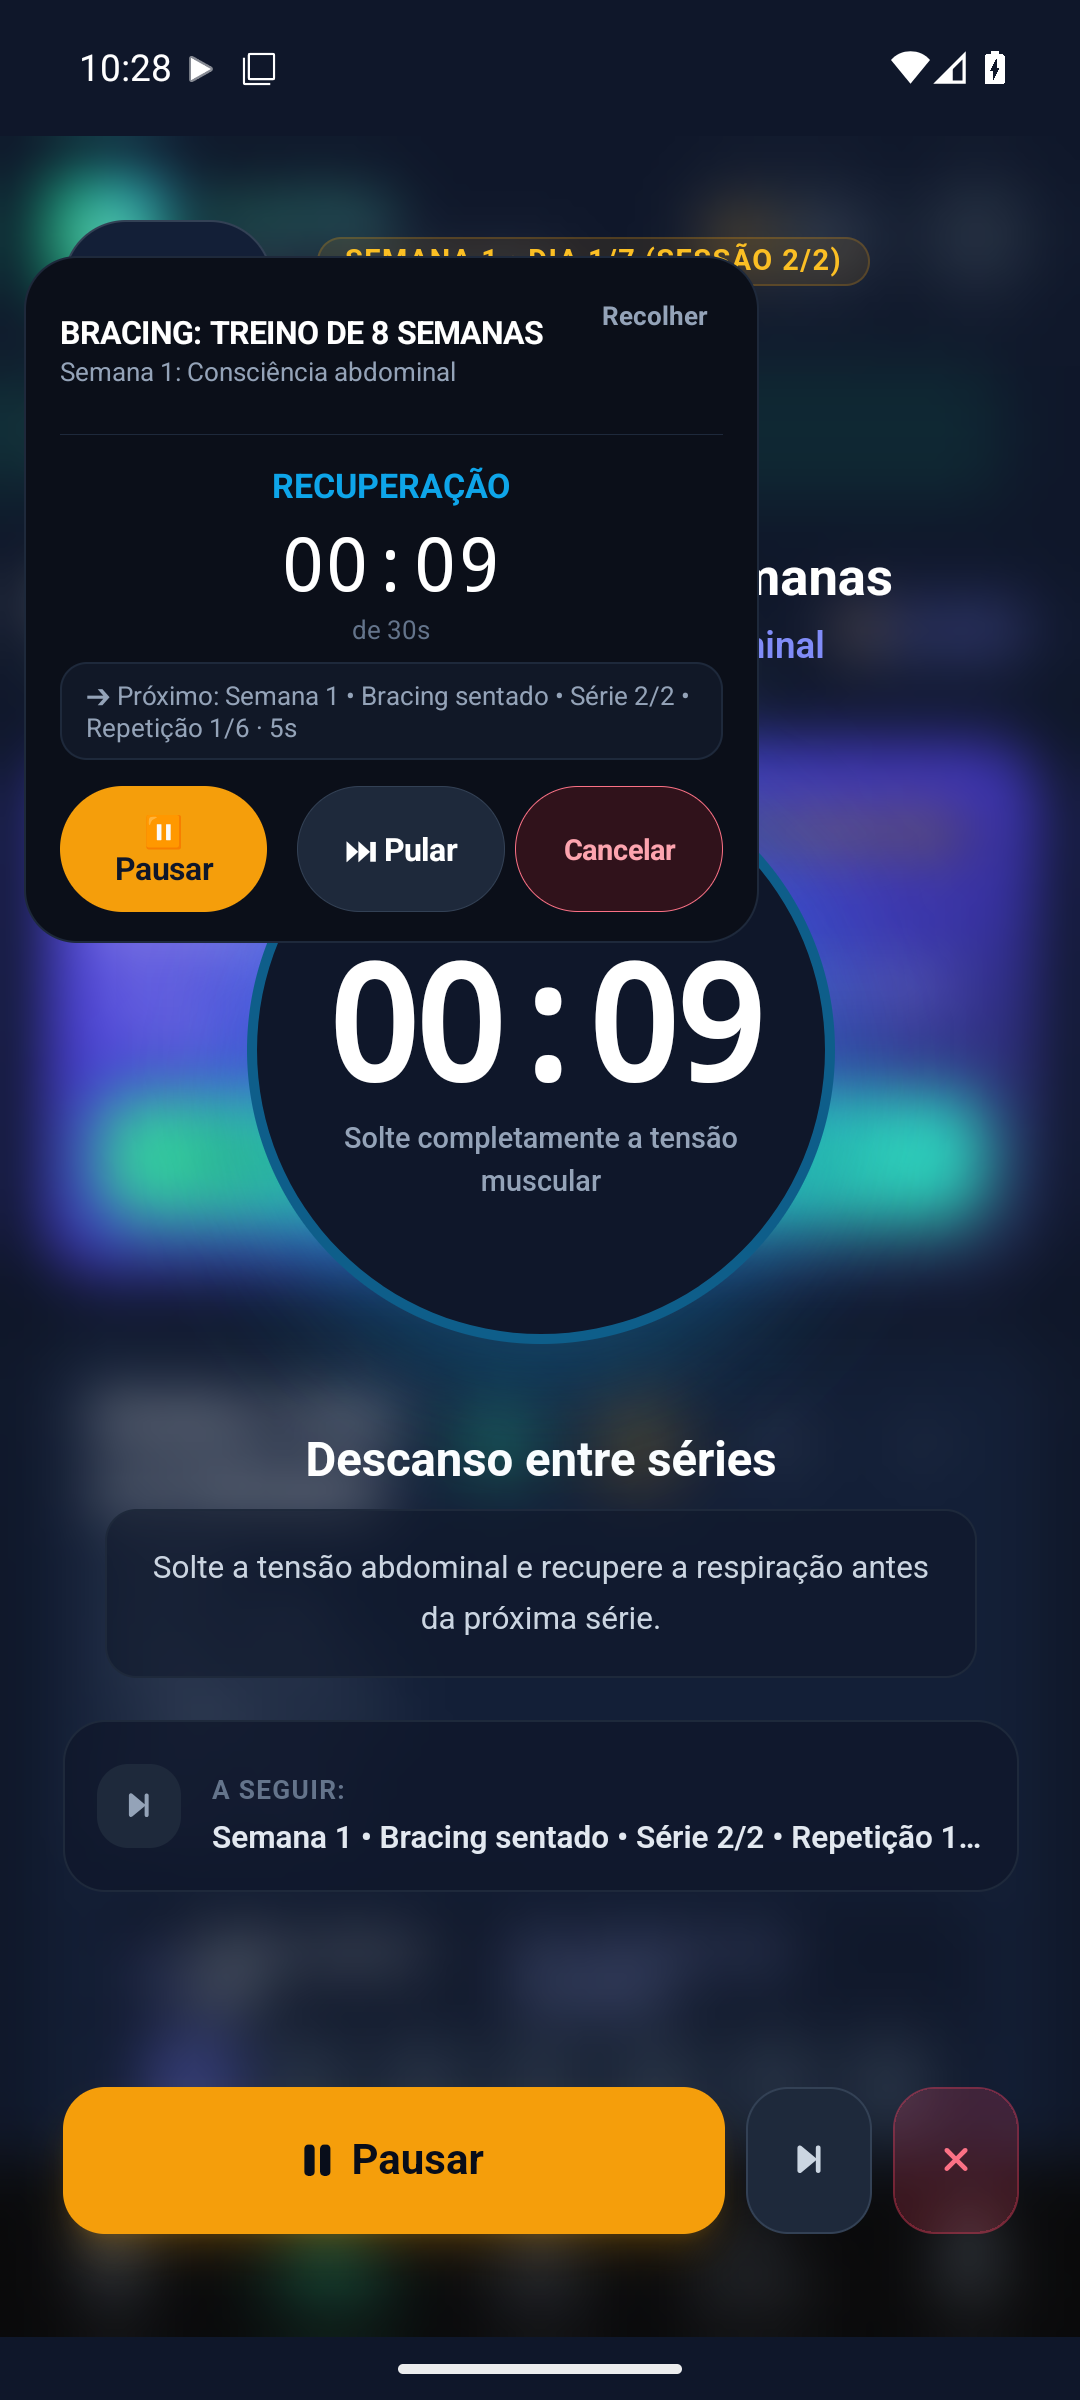 10:28
SEMANA 1 · DIA 1/7 (SESSÃO 2/2)
BRACING: TREINO DE 8 SEMANAS
Recolher
Semana 1: Consciência abdominal
RECUPERAÇÃO
00:09
de 30s
manas
inal
→ Próximo: Semana 1 • Bracing sentado • Série 2/2 •
Repetição 1/6 · 5s
Pausar
Pular
Cancelar
00:09
Solte completamente a tensão
muscular
Descanso entre séries
Solte a tensão abdominal e recupere a respiração antes
da próxima série.
A SEGUIR:
Semana 1 • Bracing sentado • Série 2/2 • Repetição 1...
Pausar